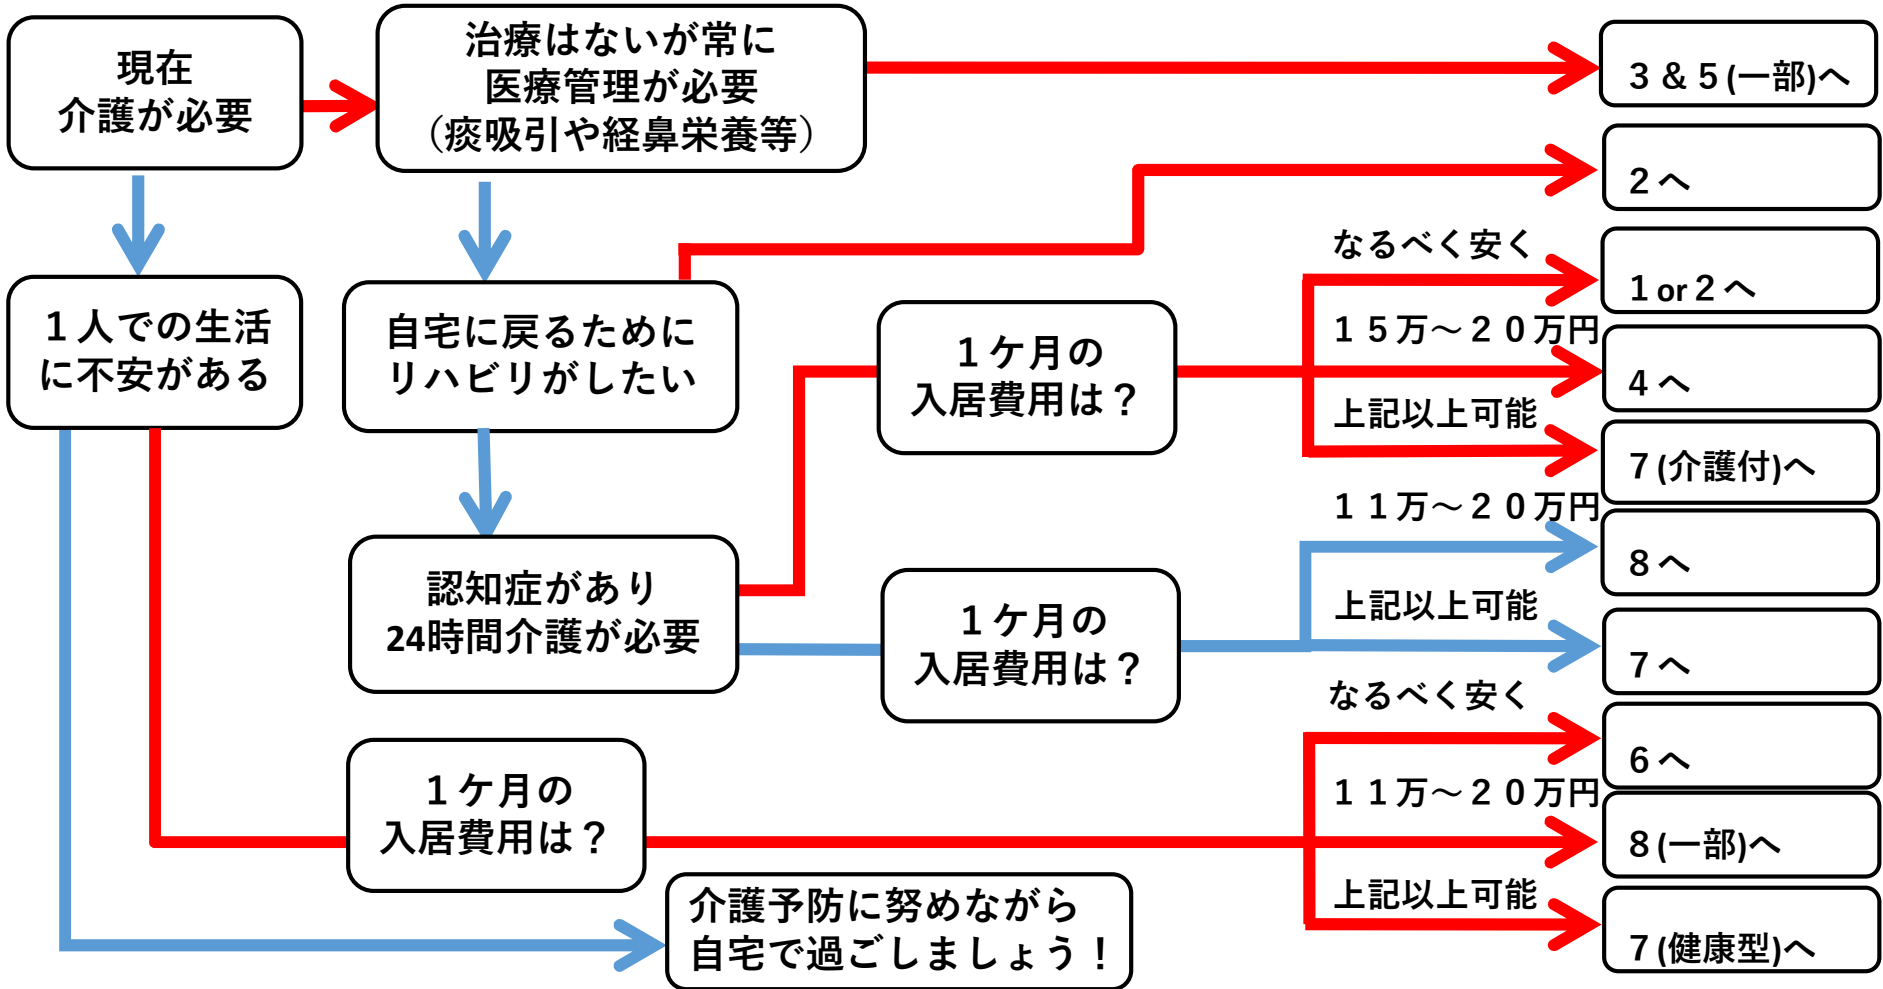 現在
介護が必要
治療はないが常に
医療管理が必要
（痰吸引や経鼻栄養等）
３＆５(一部)へ
２へ
１人での生活
に不安がある
自宅に戻るために
リハビリがしたい
１ケ月の
入居費用は？
なるべく安く
１or２へ
１５万～２０万円
４へ
上記以上可能
７(介護付)へ
認知症があり
24時間介護が必要
１ケ月の
入居費用は？
１１万～２０万円
８へ
上記以上可能
７へ
１ケ月の
入居費用は？
なるべく安く
６へ
１１万～２０万円
８(一部)へ
上記以上可能
７(健康型)へ
介護予防に努めながら
自宅で過ごしましょう！